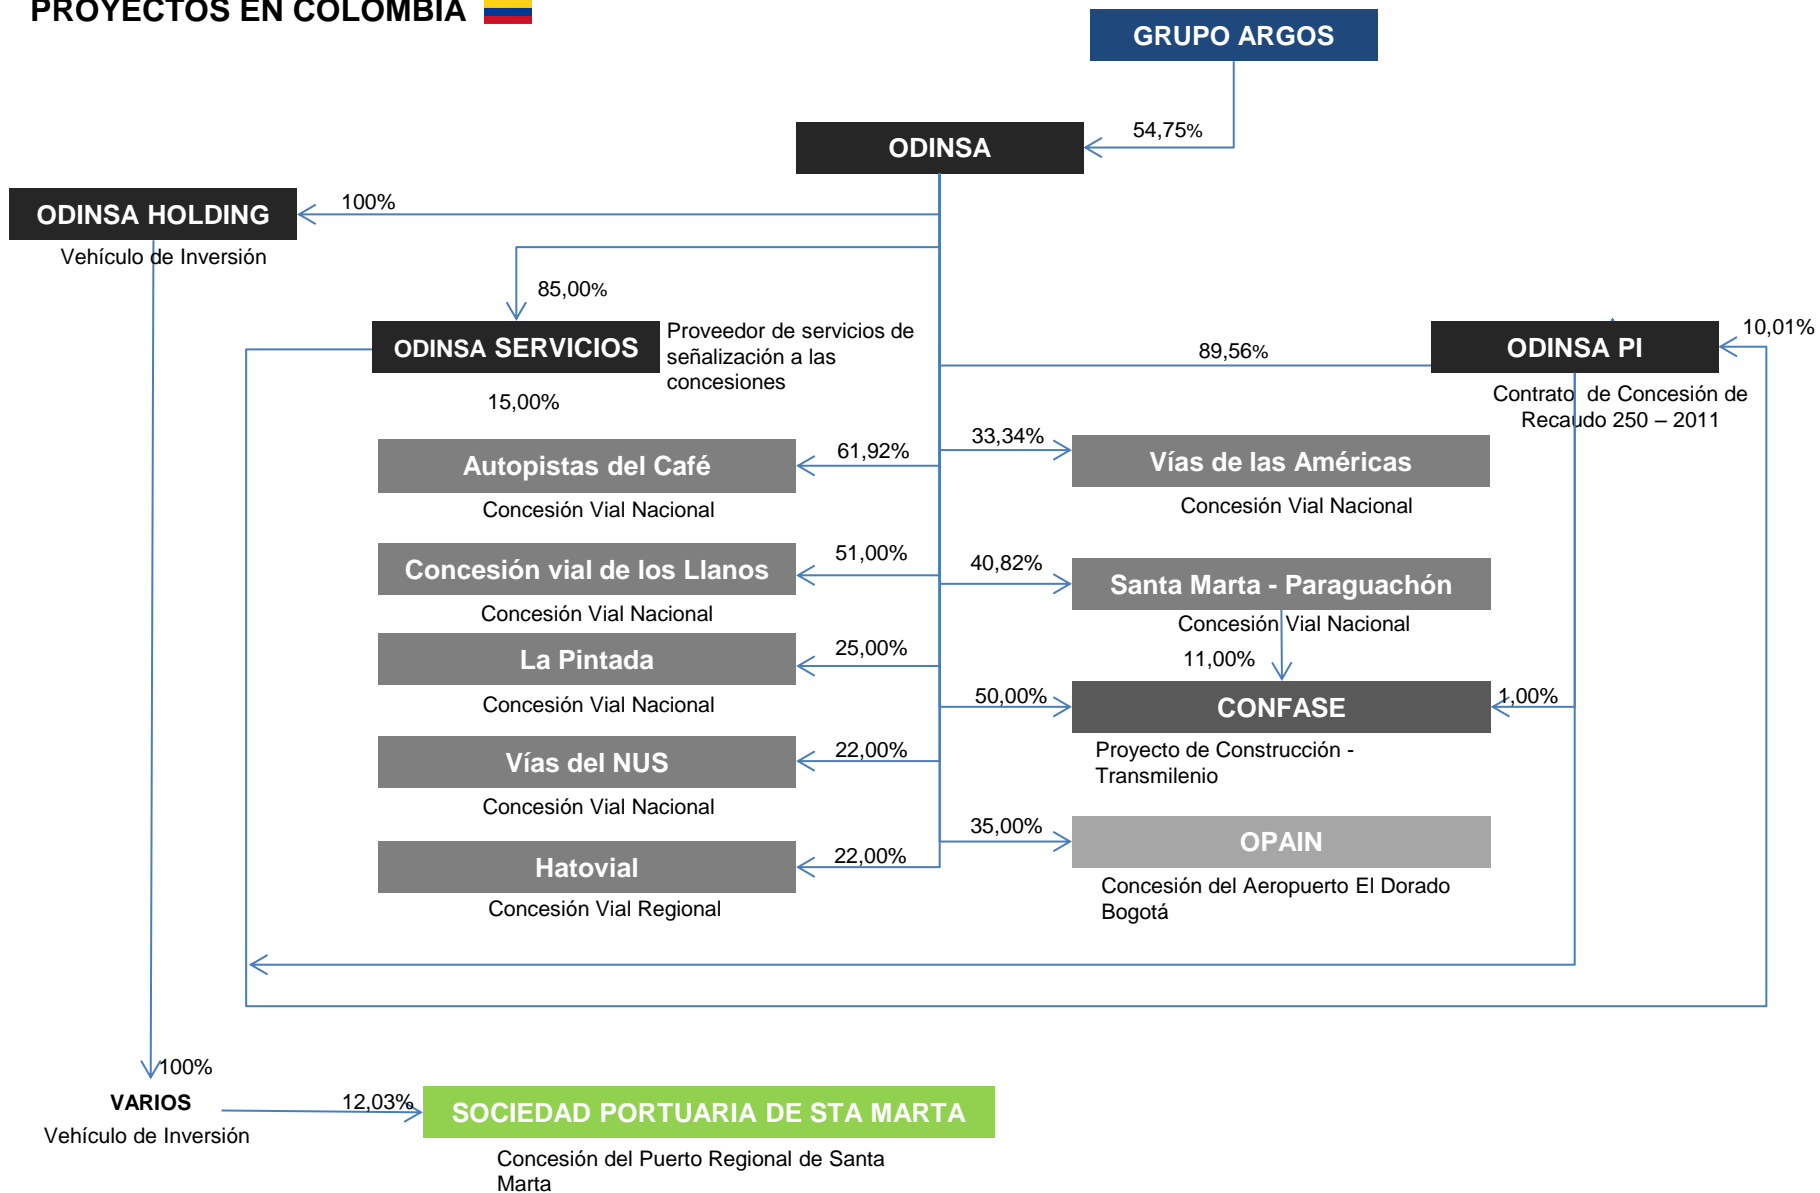 PROYECTOS EN COLOMBIA
GRUPO ARGOS
54,75%
ODINSA
100%
ODINSA HOLDING
Vehículo de Inversión
85,00%
ODINSA SERVICIOS
Proveedor de servicios de
señalización a las
concesiones
15,00%
89,56%
ODINSA PI
10,01%
Contrato de Concesión de
Recaudo 250 – 2011
Autopistas del Café
61,92%
Concesión Vial Nacional
33,34%
Vías de las Américas
Concesión Vial Nacional
Concesión vial de los Llanos
51,00%
Concesión Vial Nacional
40,82%
Santa Marta - Paraguachón
Concesión Vial Nacional
11,00%
La Pintada
25,00%
Concesión Vial Nacional
50,00%
CONFASE
1,00%
Proyecto de Construcción -
Transmilenio
Vías del NUS
22,00%
Concesión Vial Nacional
35,00%
OPAIN
Concesión del Aeropuerto El Dorado
Bogotá
Hatovial
22,00%
Concesión Vial Regional
100%
VARIOS
Vehículo de Inversión
12,03%
SOCIEDAD PORTUARIA DE STA MARTA
Concesión del Puerto Regional de Santa
Marta